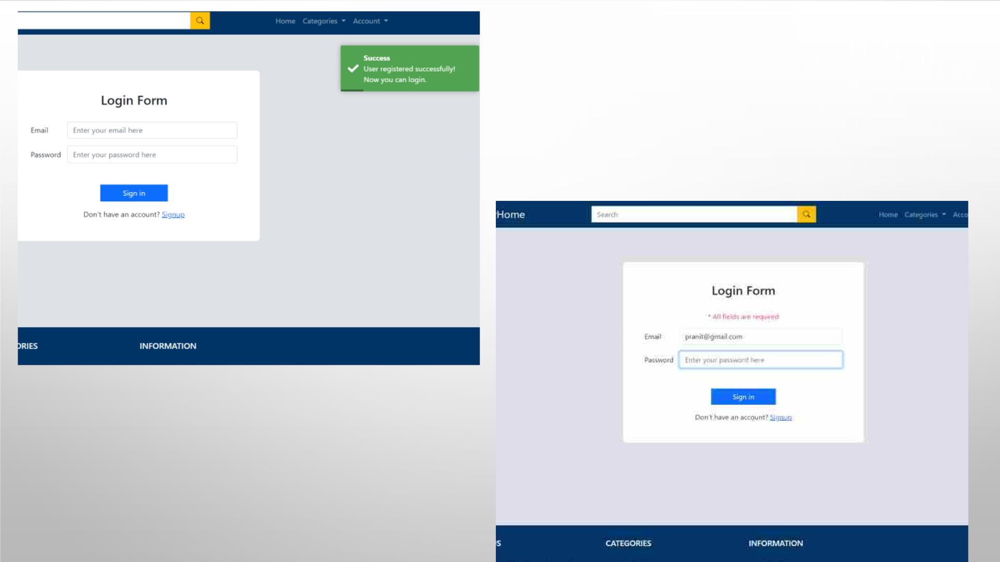 Home Categories Account
Success
User registered successfully!
Now you can login.
Login Form
Email Enter your email here
Password Enter your password here
Sign in
Don't have an account? Signup
ORIES INFORMATION
rHome Search Home Categories Acco
Login Form
* All fields are required
Email pranit@gmail.com
Password Enter your password here
Sign in
Don't have an account? Signup
S CATEGORIES INFORMATION